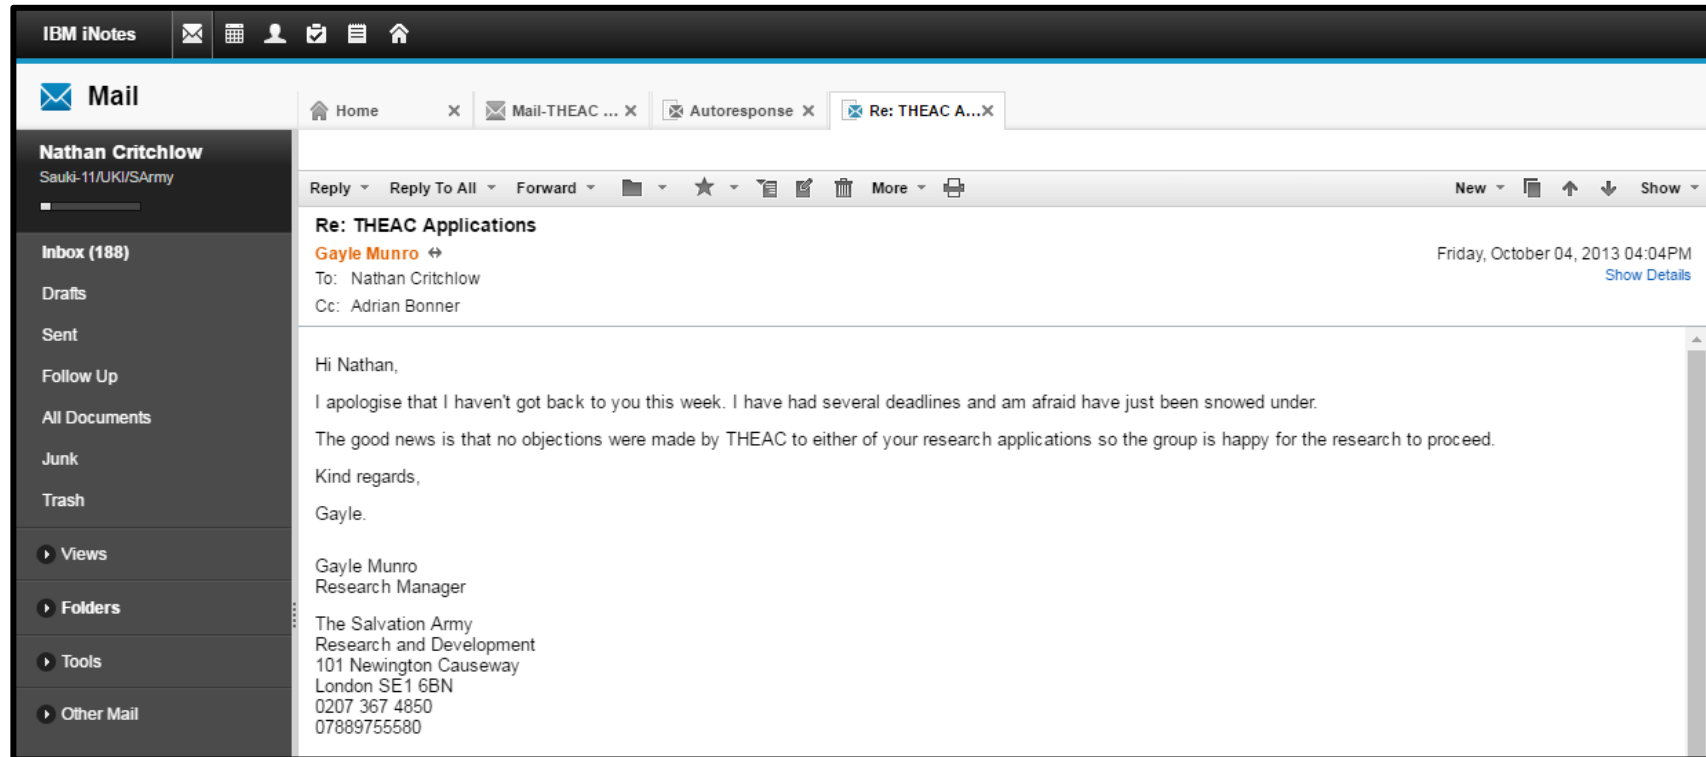 IBM iNotes
Mail
Home
Mail-THEAC ...
Autoresponse
Re: THEAC A...
Nathan Critchlow
Sauki-11/UKI/SArmy
Reply Reply To All Forward More New Show
Re: THEAC Applications
Inbox (188)
Gayle Munro
Friday, October 04, 2013 04:04PM
To: Nathan Critchlow
Show Details
Cc: Adrian Bonner
Drafts
Sent
Follow Up
All Documents
Junk
Trash
Views
Folders
Tools
Other Mail
Hi Nathan,
I apologise that I haven't got back to you this week. I have had several deadlines and am afraid have just been snowed under.
The good news is that no objections were made by THEAC to either of your research applications so the group is happy for the research to proceed.
Kind regards,
Gayle.
Gayle Munro
Research Manager
The Salvation Army
Research and Development
101 Newington Causeway
London SE1 6BN
0207 367 4850
07889755580